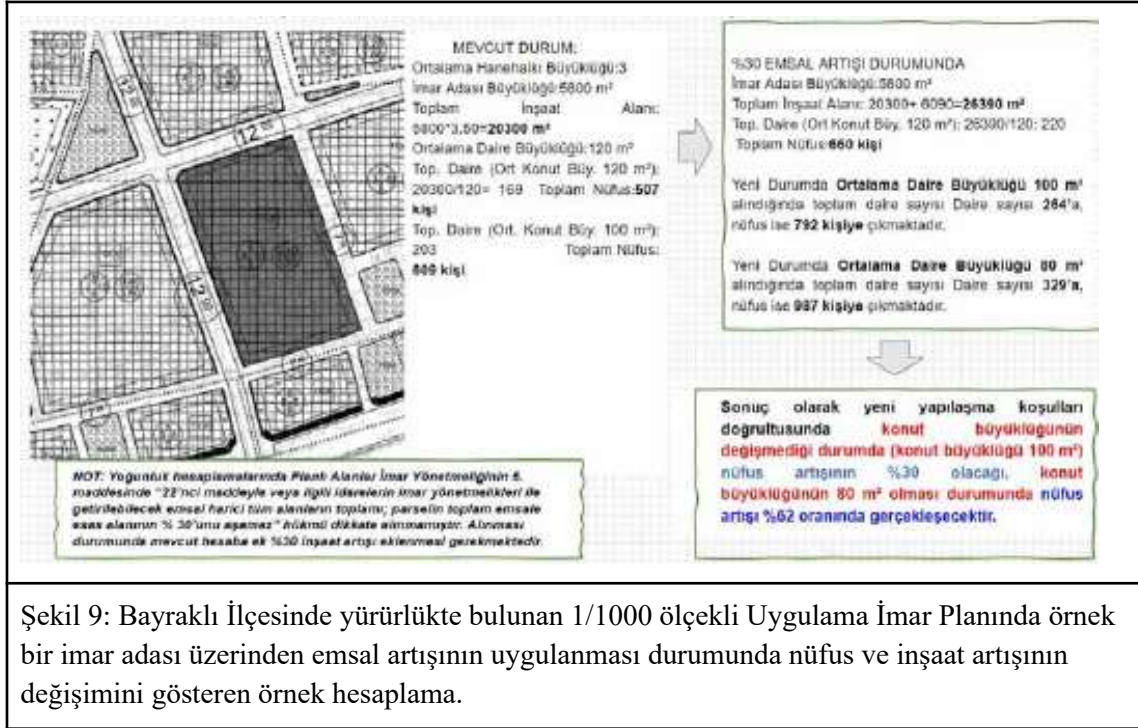 12
12
12
MEVCUT DURUM:
Ortalama Hanehalkı Büyüklüğü:3
İmar Adası Büyüklüğü:5800 m²
Toplam İnşaat Alanı:
5800*3,50=20300 m²
Ortalama Daire Büyüklüğü:120 m²
Top. Daire (Ort Konut Büy. 120 m²):
20300/120= 169 Toplam Nüfus:507
kişi
Top. Daire (Ort. Konut Büy. 100 m²):
203 Toplam Nüfus:
609 kişi
%30 EMSAL ARTIŞI DURUMUNDA
İmar Adası Büyüklüğü:5800 m²
Toplam İnşaat Alanı: 20300+ 6090=26390 m²
Top. Daire (Ort Konut Büy. 120 m²): 26390/120: 220
Toplam Nüfus:660 kişi
Yeni Durumda Ortalama Daire Büyüklüğü 100 m²
alındığında toplam daire sayısı Daire sayısı 264'a,
nüfus ise 792 kişiye çıkmaktadır.
Yeni Durumda Ortalama Daire Büyüklüğü 80 m²
alındığında toplam daire sayısı Daire sayısı 329'a,
nüfus ise 987 kişiye çıkmaktadır.
Sonuç olarak yeni yapılaşma koşulları
doğrultusunda konut büyüklüğünün
değişmediği durumda (konut büyüklüğü 100 m²)
nüfus artışının %30 olacağı, konut
büyüklüğünün 80 m² olması durumunda nüfus
artışı %62 oranında gerçekleşecektir.
NOT: Yoğunluk hesaplamalarında Planlı Alanlar İmar Yönetmeliğinin 5.
maddesinde "22'nci maddeyle veya ilgili idarelerin imar yönetmelikleri ile
getirilebilecek emsal harici tüm alanların toplamı; parselin toplam emsale
esas alanının % 30'unu aşamaz" hükmü dikkate alınmamıştır. Alınması
durumunda mevcut hesaba ek %30 inşaat artışı eklenmesi gerekmektedir.
Şekil 9: Bayraklı İlçesinde yürürlükte bulunan 1/1000 ölçekli Uygulama İmar Planında örnek
bir imar adası üzerinden emsal artışının uygulanması durumunda nüfus ve inşaat artışının
değişimini gösteren örnek hesaplama.